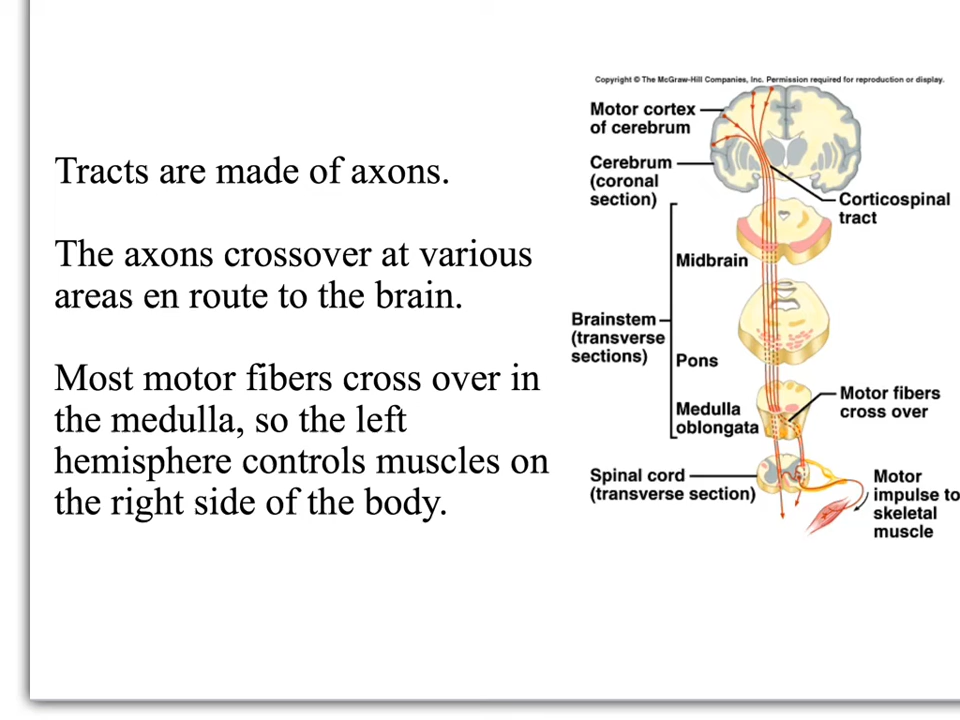 Copyright © The McGraw-Hill Companies, Inc. Permission required for reproduction or display.
Tracts are made of axons.
The axons crossover at various
areas en route to the brain.
Most motor fibers cross over in
the medulla, so the left
hemisphere controls muscles on
the right side of the body.
Motor cortex
of cerebrum
Cerebrum
(coronal
section)
Corticospinal
tract
Midbrain
Brainstem
(transverse
sections)
Pons
Medulla
oblongata
Motor fibers
cross over
Spinal cord
(transverse section)
Motor
impulse to
skeletal
muscle